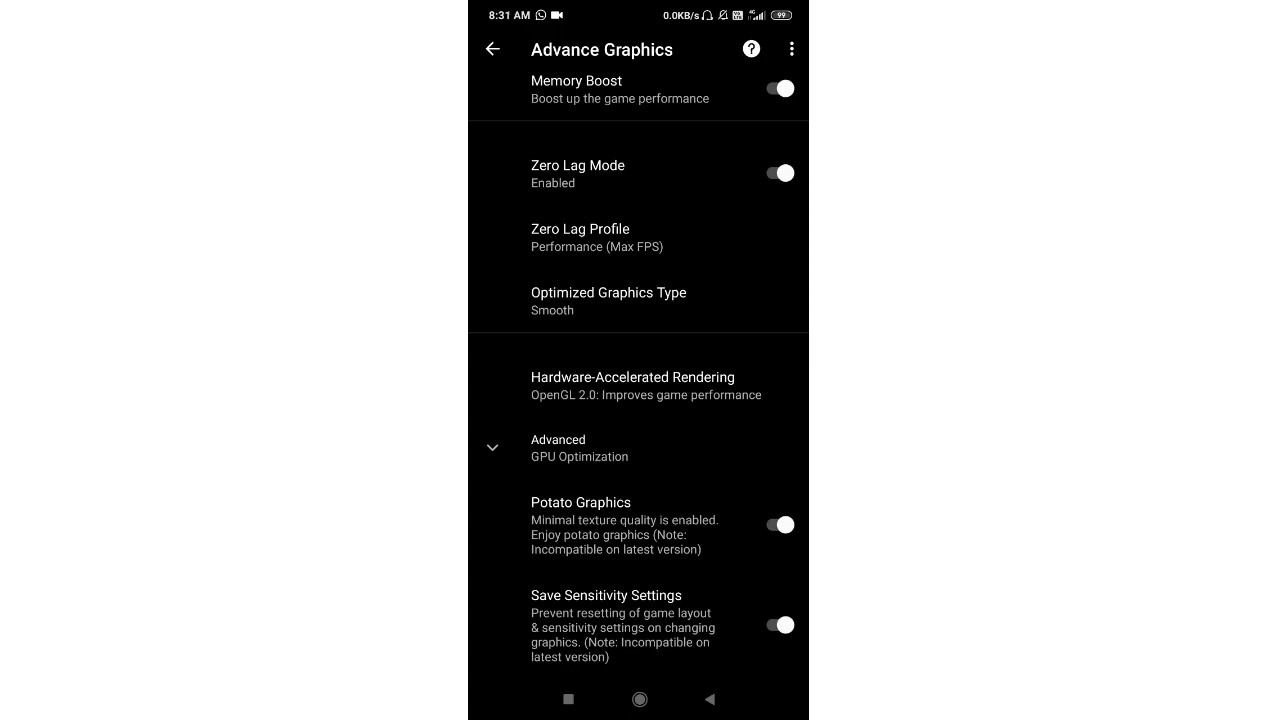 8:31 AM
0.0KB/s
4G
99
Advance Graphics
?
Memory Boost
Boost up the game performance
Zero Lag Mode
Enabled
Zero Lag Profile
Performance (Max FPS)
Optimized Graphics Type
Smooth
Hardware-Accelerated Rendering
OpenGL 2.0: Improves game performance
Advanced
GPU Optimization
Potato Graphics
Minimal texture quality is enabled.
Enjoy potato graphics (Note:
Incompatible on latest version)
Save Sensitivity Settings
Prevent resetting of game layout
& sensitivity settings on changing
graphics. (Note: Incompatible on
latest version)